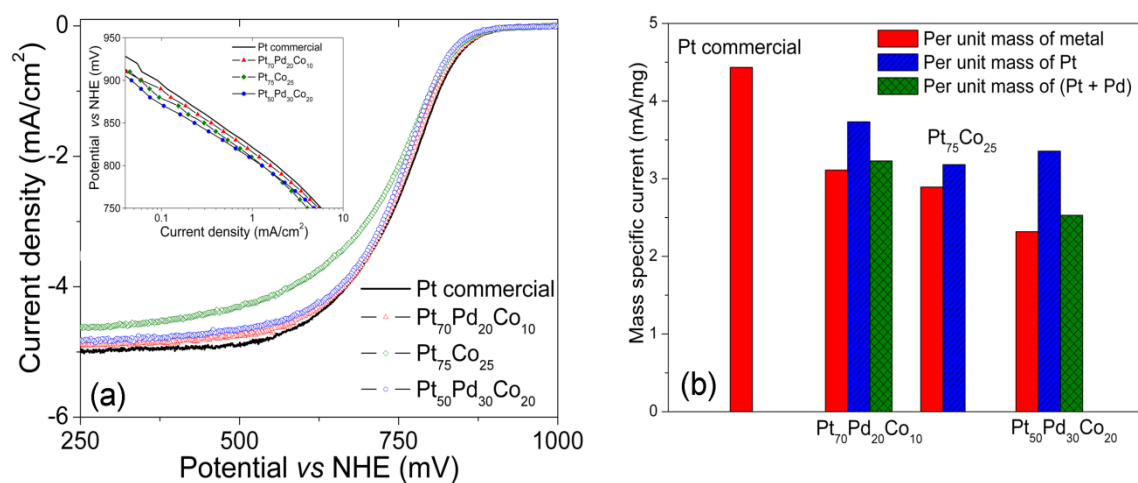 0
-2
-4
-6
Current density (mA/cm²)
250
500
750
1000
Potential vs NHE (mV)
(a)
Pt commercial
Pt₇₀Pd₂₀Co₁₀
Pt₇₅Co₂₅
Pt₅₀Pd₃₀Co₂₀
950
900
850
800
750
Potential vs NHE (mV)
0.1
1
10
Current density (mA/cm²)
Pt commercial
Pt₇₀Pd₂₀Co₁₀
Pt₇₅Co₂₅
Pt₅₀Pd₃₀Co₂₀
5
4
3
2
1
0
Mass specific current (mA/mg)
Pt commercial
Per unit mass of metal
Per unit mass of Pt
Per unit mass of (Pt + Pd)
Pt₇₅Co₂₅
(b)
Pt₇₀Pd₂₀Co₁₀
Pt₅₀Pd₃₀Co₂₀